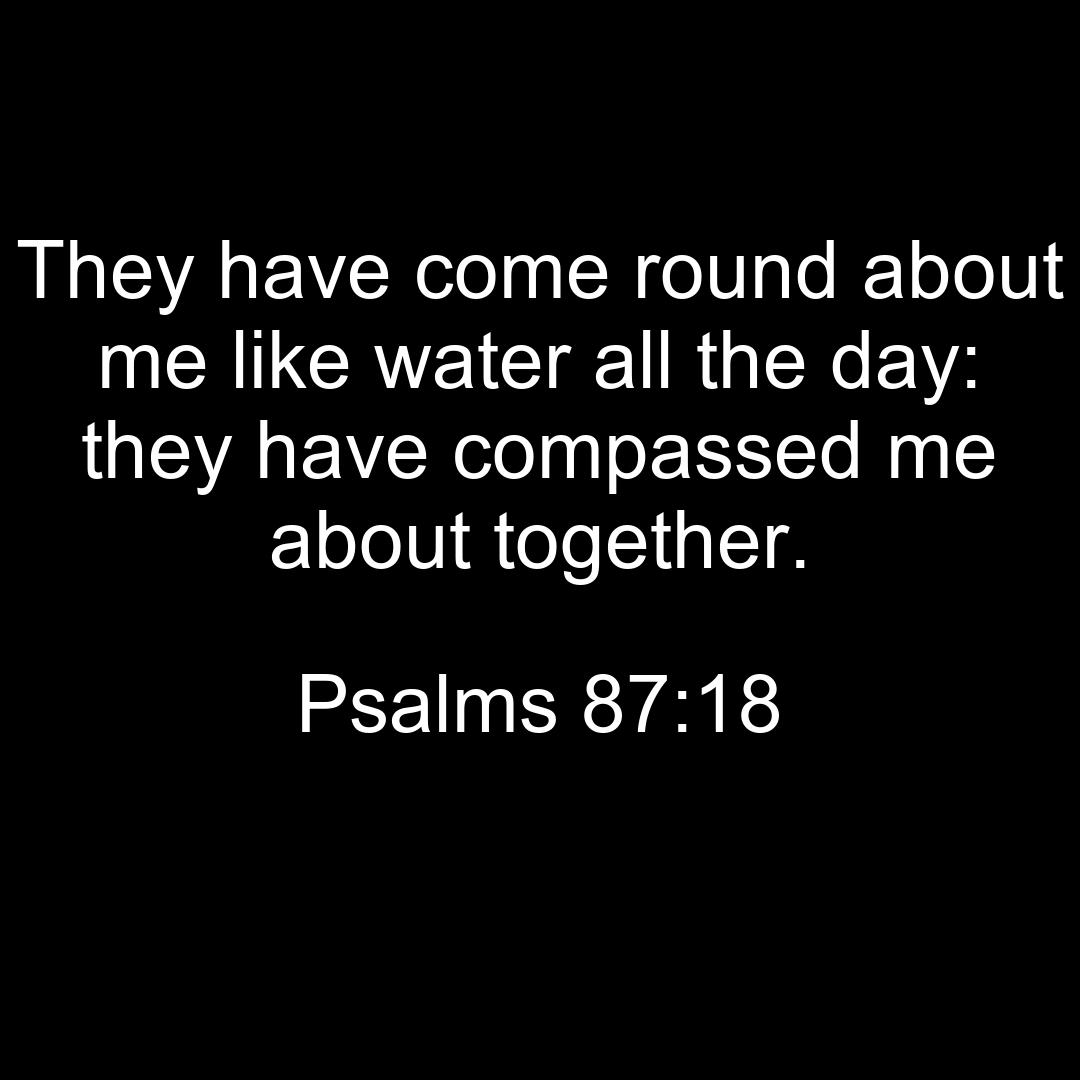 They have come round about
me like water all the day:
they have compassed me
about together.
Psalms 87:18